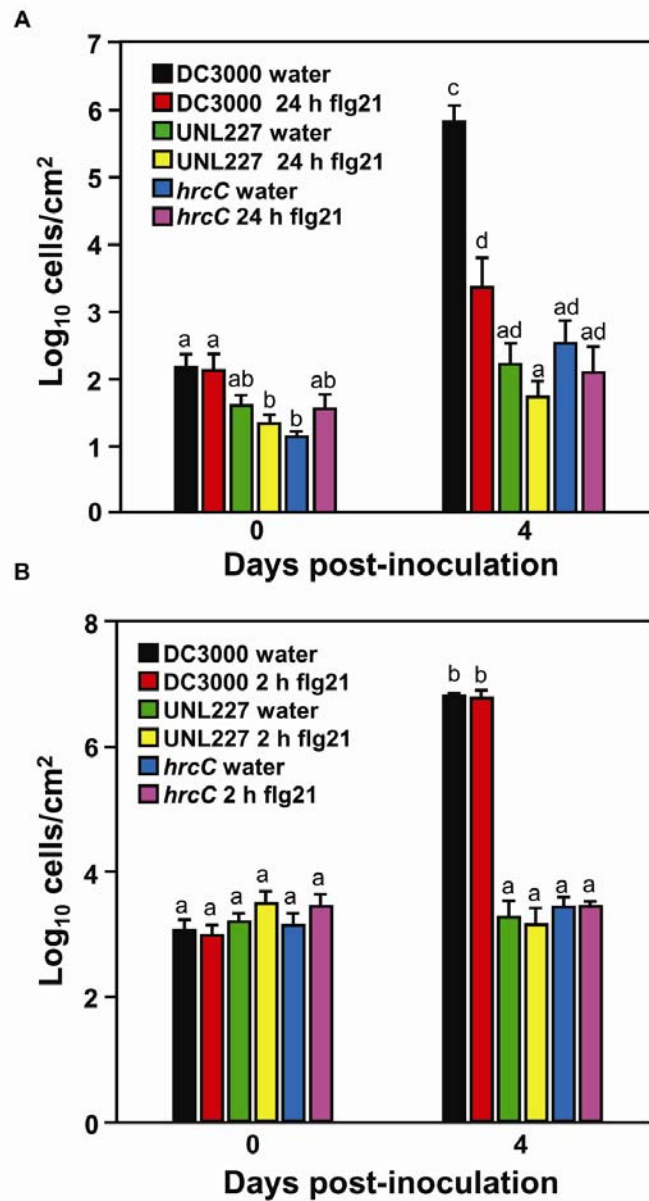 A
7
6
5
4
3
2
1
0
Log10 cells/cm2
DC3000 water
DC3000 24 h flg21
UNL227 water
UNL227 24 h flg21
hrcC water
hrcC 24 h flg21
a
a
ab
b
b
ab
c
d
ad
a
ad
ad
0
4
Days post-inoculation
B
8
6
4
2
0
Log10 cells/cm2
DC3000 water
DC3000 2 h flg21
UNL227 water
UNL227 2 h flg21
hrcC water
hrcC 2 h flg21
a
a
a
a
a
a
b
b
a
a
a
a
0
4
Days post-inoculation